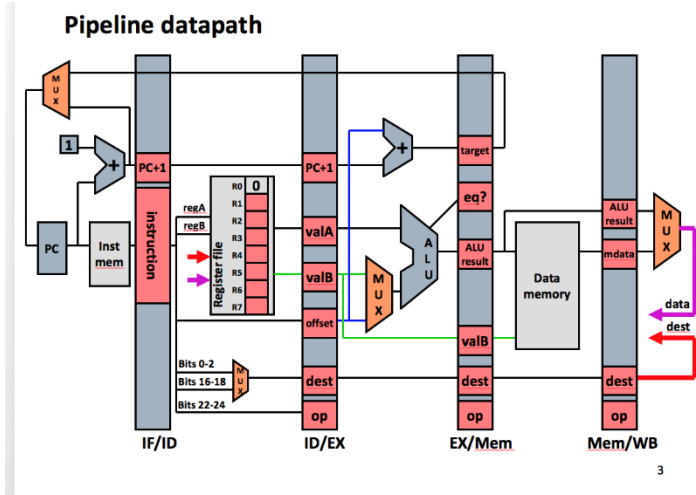 Pipeline datapath
M
U
X
1
+
PC+1
PC
Inst
mem
instruction
regA
regB
Register file
R0 0
R1
R2
R3
R4
R5
R6
R7
PC+1
valA
valB
offset
M
U
X
+
A
L
U
target
eq?
ALU
result
valB
Data
memory
ALU
result
mdata
M
U
X
data
dest
Bits 0-2
Bits 16-18
Bits 22-24
M
U
X
dest
op
dest
op
dest
op
IF/ID
ID/EX
EX/Mem
Mem/WB
3